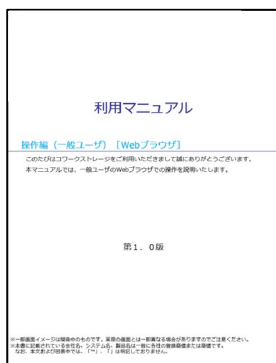 利用マニュアル
操作編(一般ユーザ)[Webブラウザ]
このたびはコワークストレージをご利用いただきまして誠にありがとうございます。
本マニュアルでは、一般ユーザのWebブラウザでの操作を説明いたします。
第1.0版
※一部画面イメージは開発中のものです。実際の画面とは一部異なる場合がありますのでご注意ください。
※本書に記載されている会社名、システム名、製品名は一般に各社の登録商標または商標です。
なお、本文および図表中では、「™」、「」は明記しておりません。